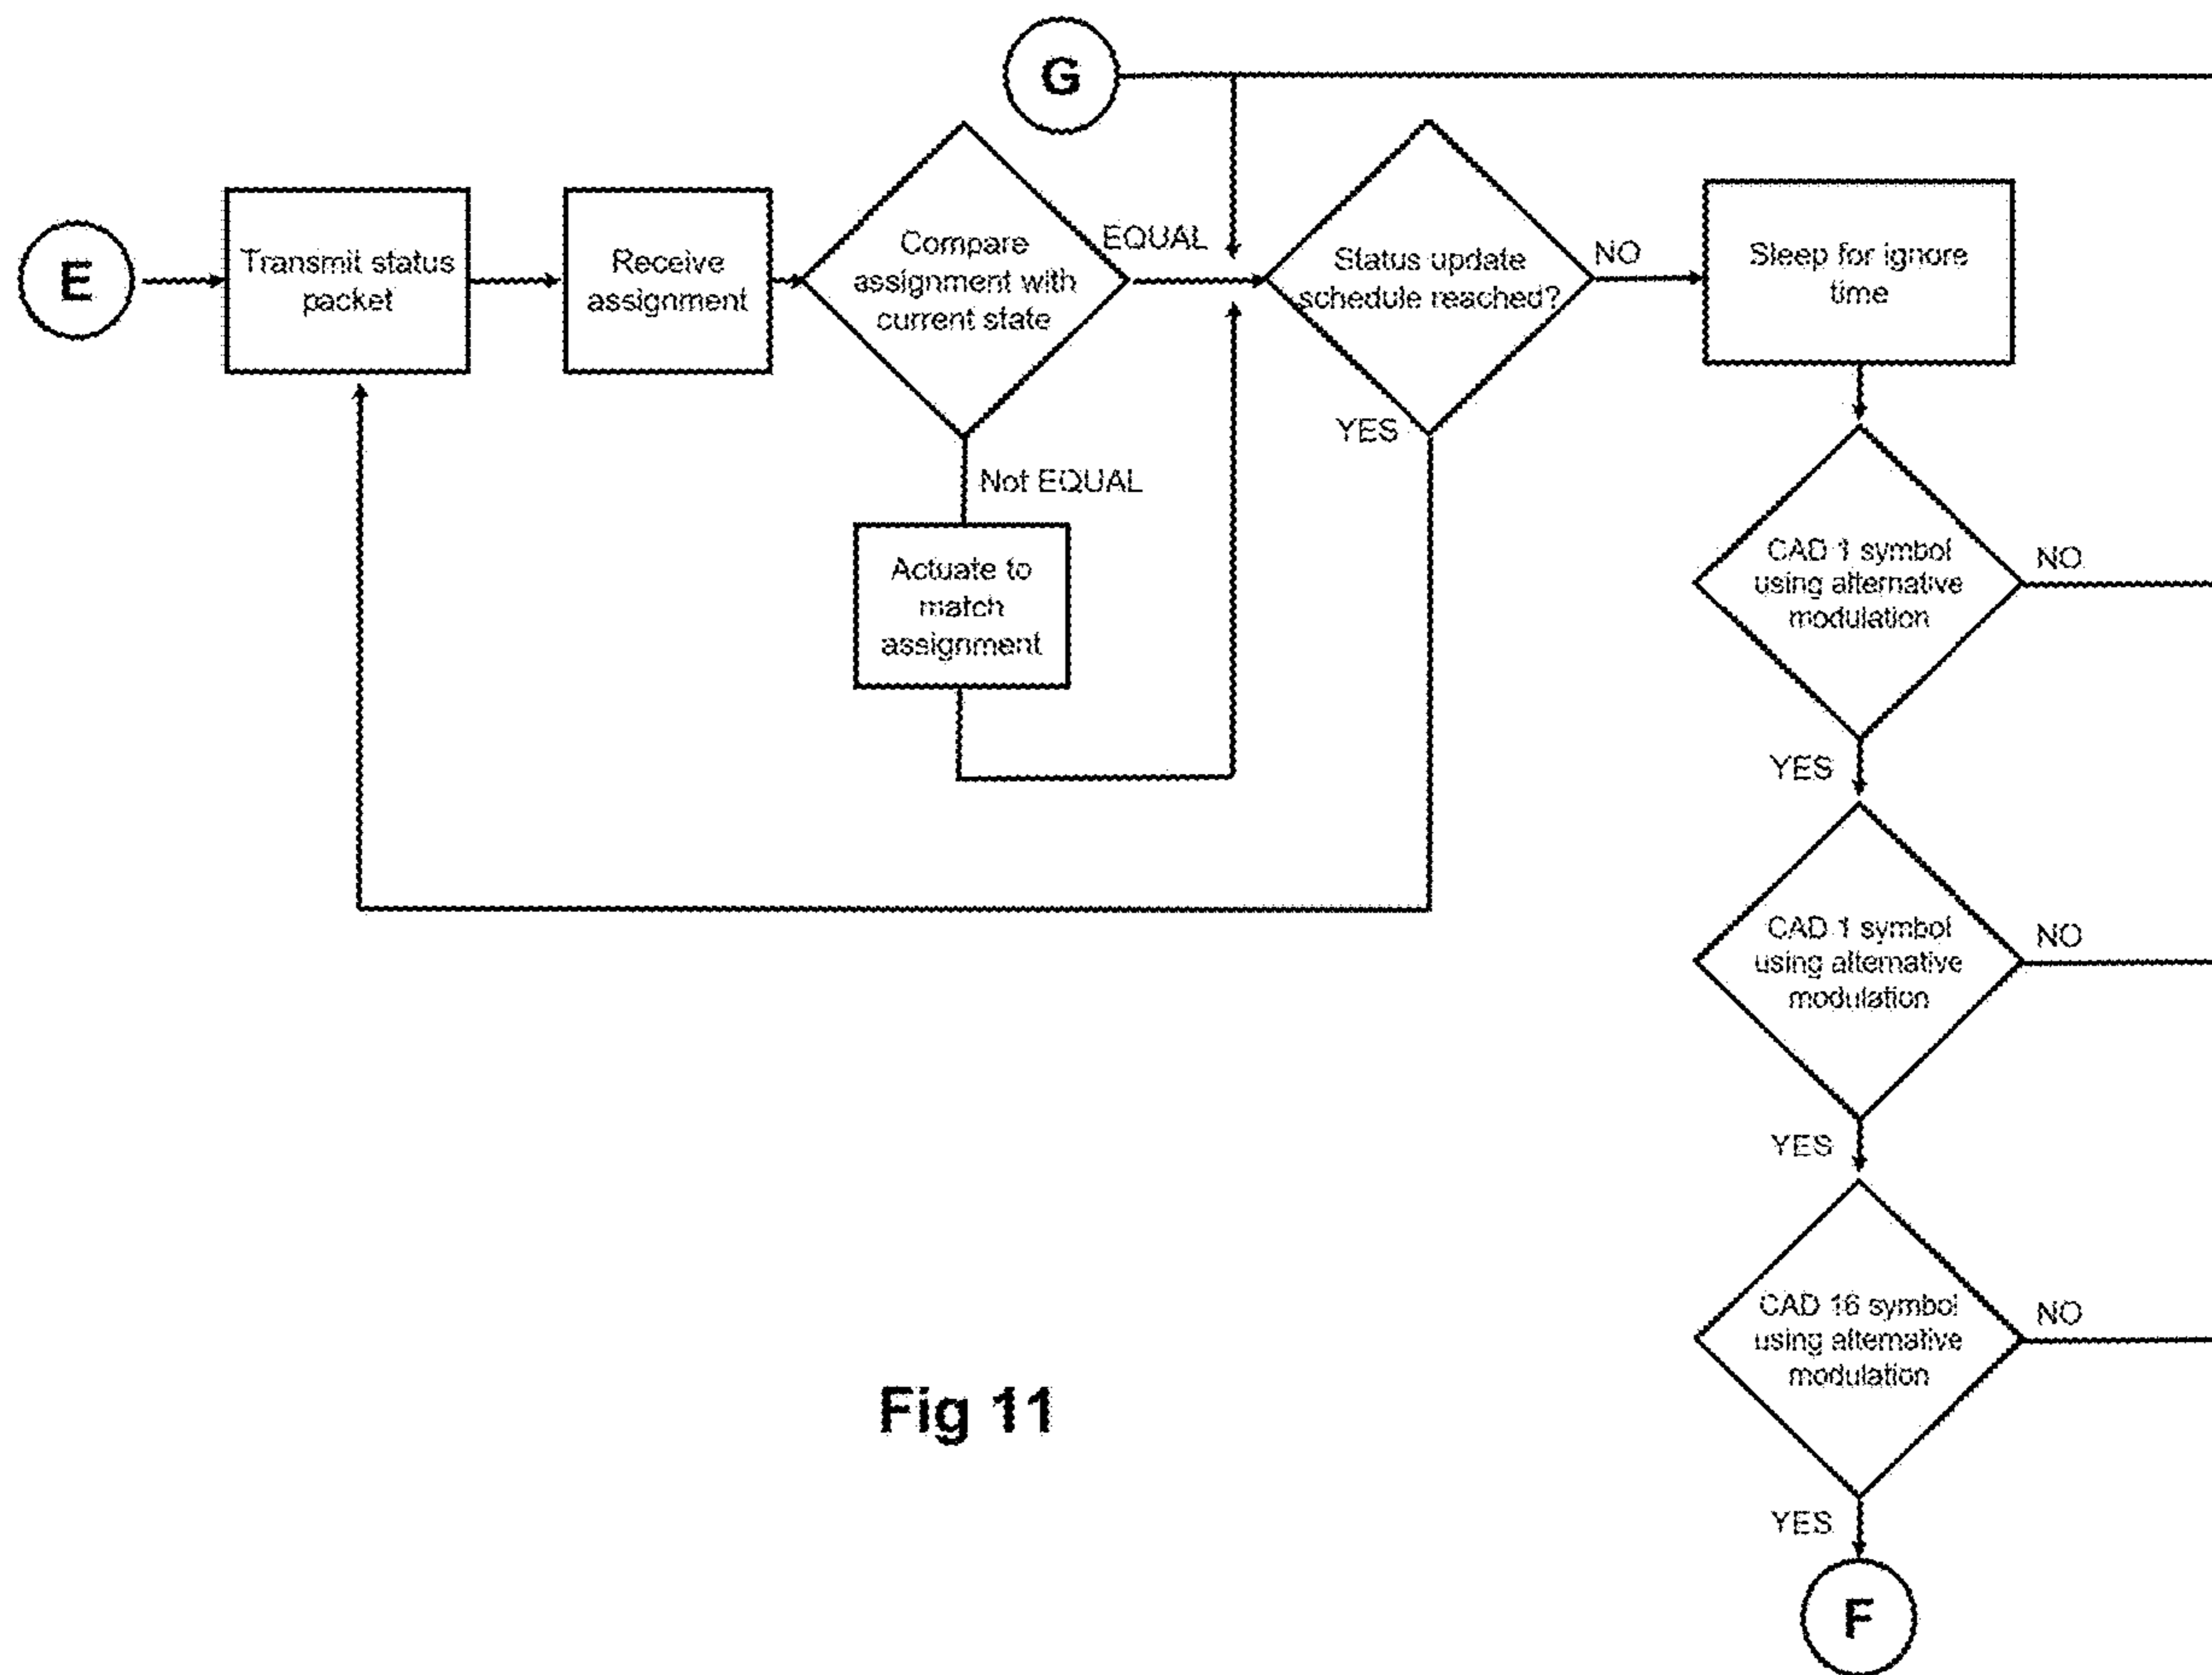 G
E
Transmit status
packet
Receive
assignment
Compare
assignment with
current state
EQUAL
Not EQUAL
Actuate to
match
assignment
Status update
schedule reached?
NO
YES
Sleep for ignore
time
CAD 1 symbol
using alternative
modulation
NO
YES
CAD 1 symbol
using alternative
modulation
NO
YES
CAD 16 symbol
using alternative
modulation
NO
YES
F
Fig 11